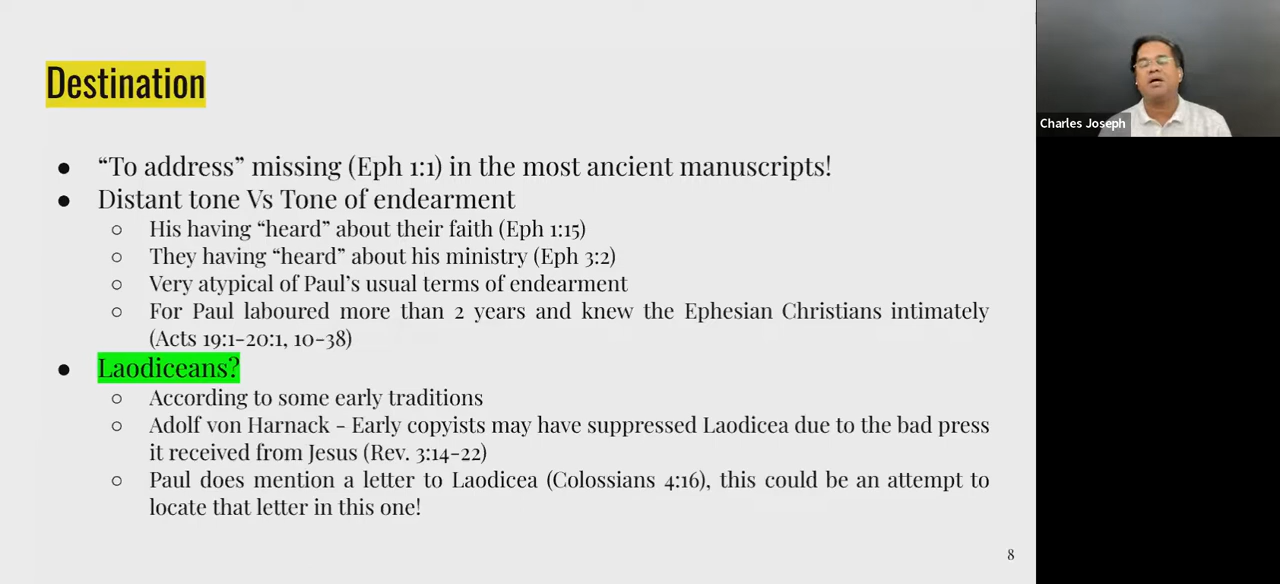 Destination
Charles Joseph
● “To address” missing (Eph 1:1) in the most ancient manuscripts!
● Distant tone Vs Tone of endearment
○ His having “heard” about their faith (Eph 1:15)
○ They having “heard” about his ministry (Eph 3:2)
○ Very atypical of Paul’s usual terms of endearment
○ For Paul laboured more than 2 years and knew the Ephesian Christians intimately
(Acts 19:1-20:1, 10-38)
● Laodiceans?
○ According to some early traditions
○ Adolf von Harnack - Early copyists may have suppressed Laodicea due to the bad press
it received from Jesus (Rev. 3:14-22)
○ Paul does mention a letter to Laodicea (Colossians 4:16), this could be an attempt to
locate that letter in this one!
8